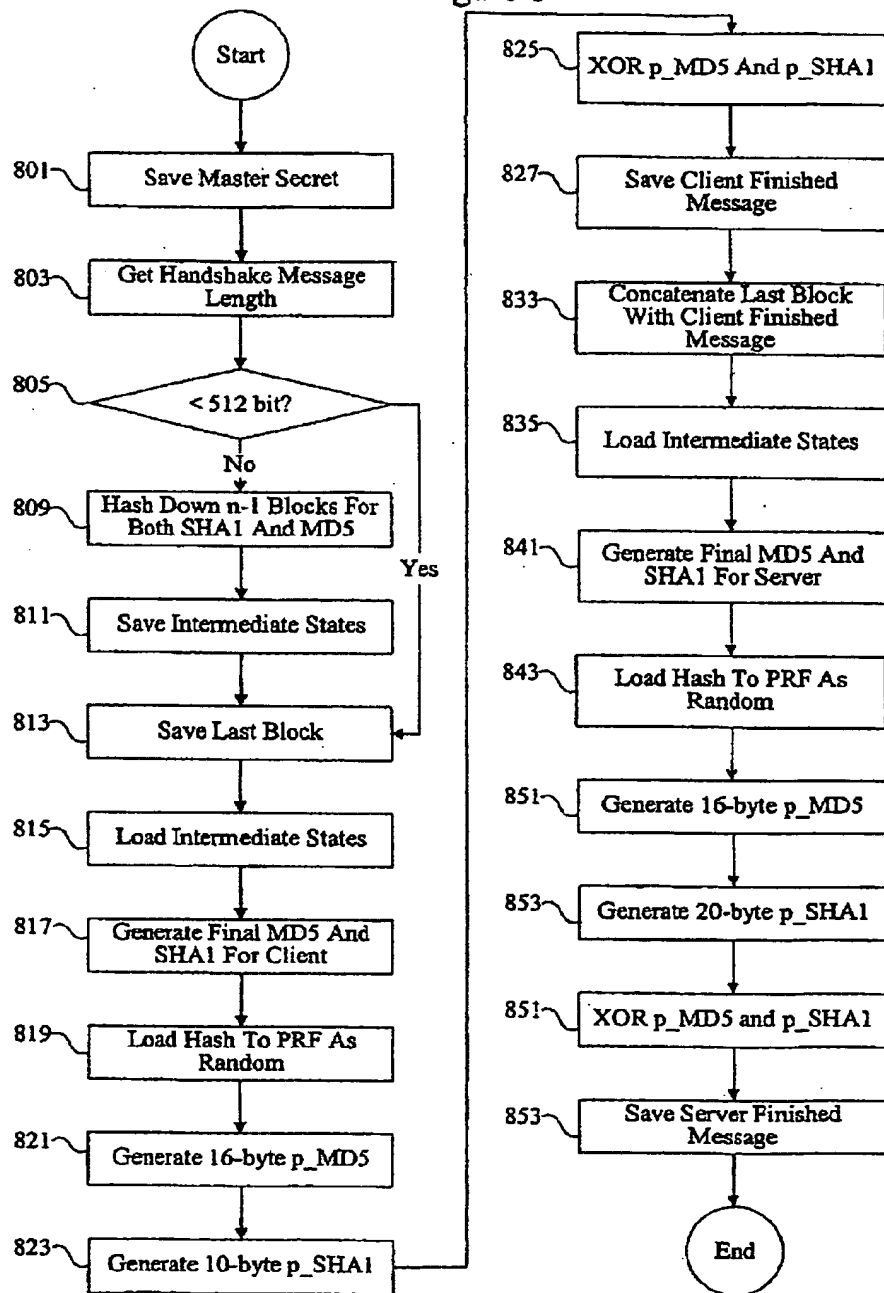 Start
801
Save Master Secret
803
Get Handshake Message
Length
805
< 512 bit?
No
Yes
809
Hash Down n-1 Blocks For
Both SHA1 And MD5
811
Save Intermediate States
813
Save Last Block
815
Load Intermediate States
817
Generate Final MD5 And
SHA1 For Client
819
Load Hash To PRF As
Random
821
Generate 16-byte p_MD5
823
Generate 10-byte p_SHA1
825
XOR p_MD5 And p_SHA1
827
Save Client Finished
Message
833
Concatenate Last Block
With Client Finished
Message
835
Load Intermediate States
841
Generate Final MD5 And
SHA1 For Server
843
Load Hash To PRF As
Random
851
Generate 16-byte p_MD5
853
Generate 20-byte p_SHA1
851
XOR p_MD5 and p_SHA1
853
Save Server Finished
Message
End